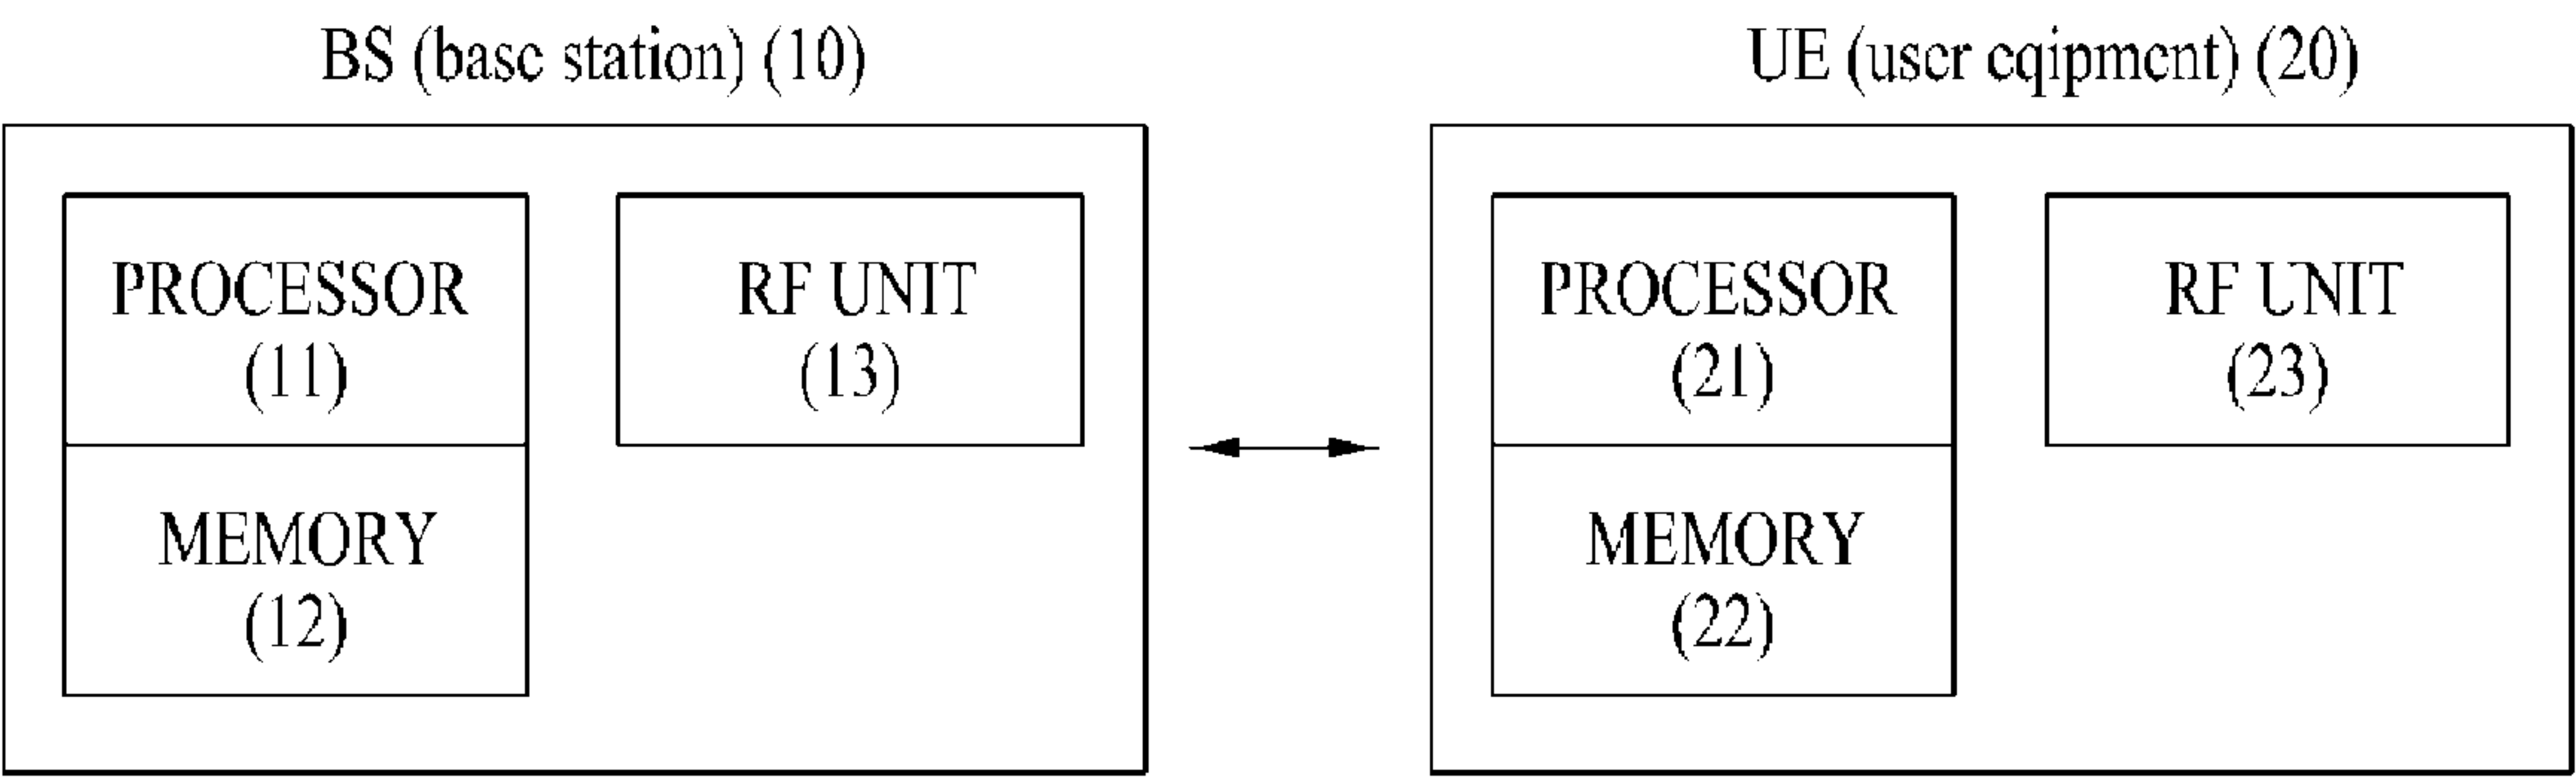 BS (base station) (10)
UE (user eqipment) (20)
PROCESSOR
(11)
RF UNIT
(13)
MEMORY
(12)
PROCESSOR
(21)
RF UNIT
(23)
MEMORY
(22)